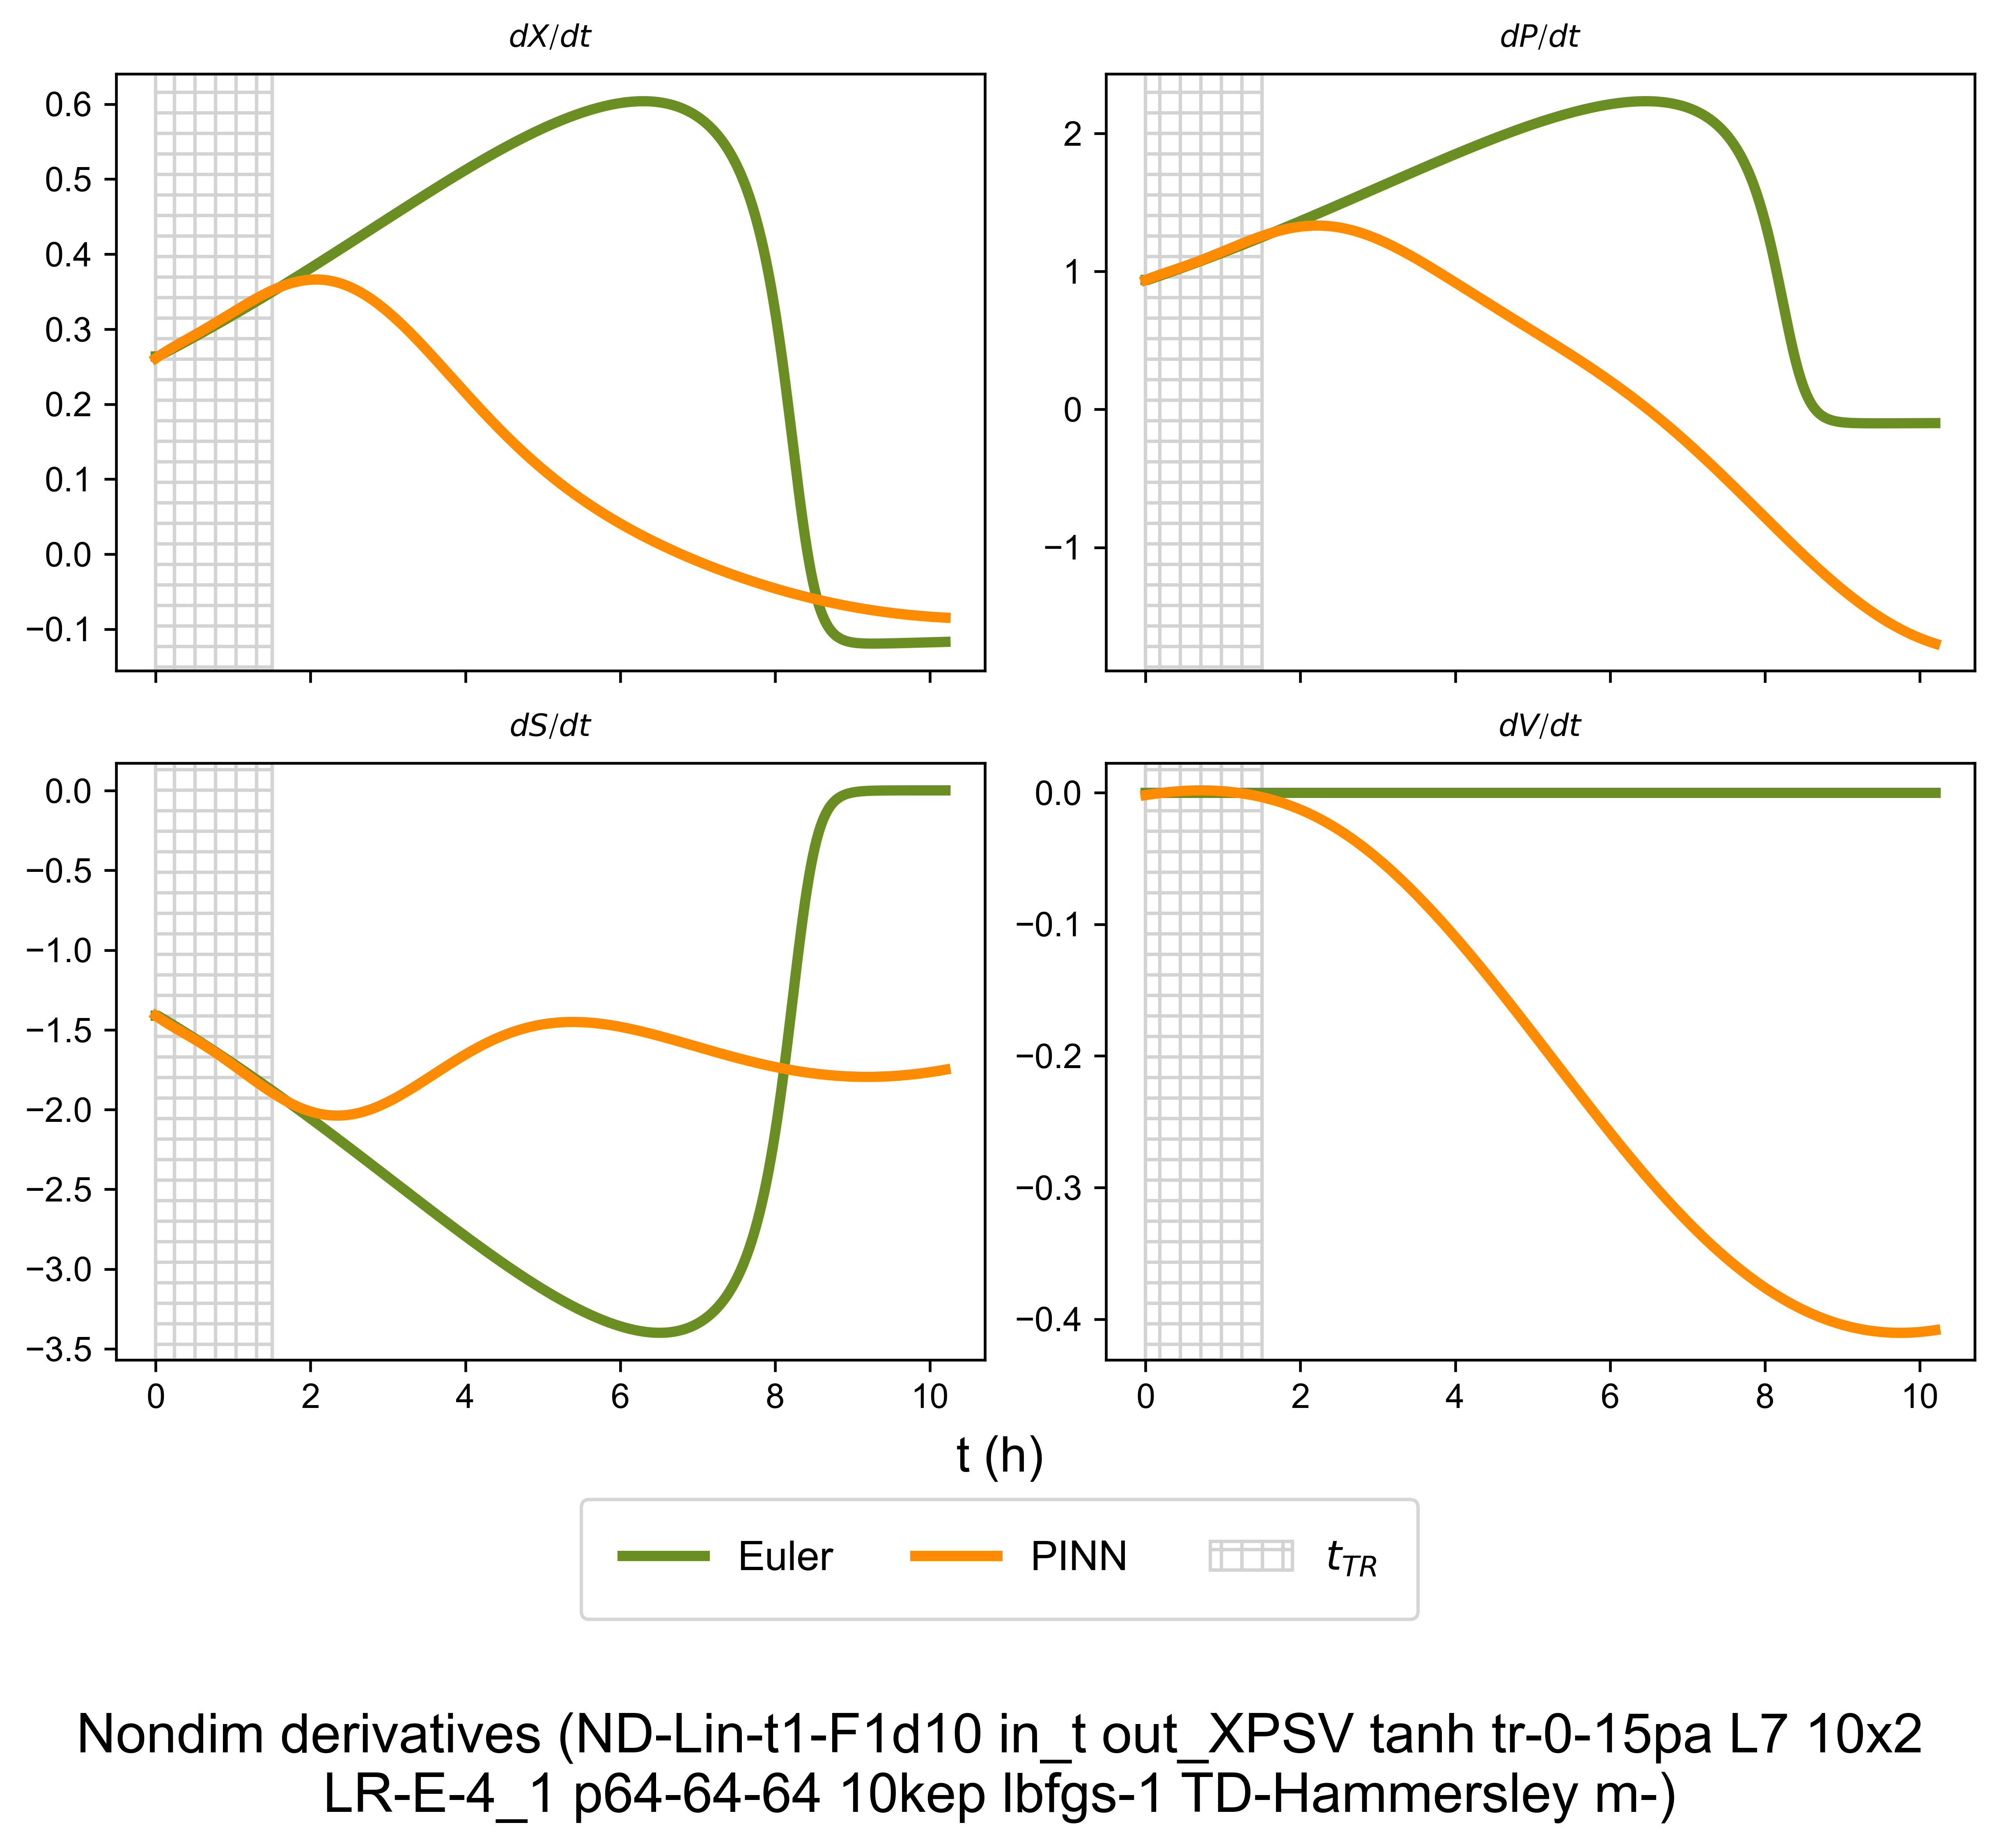 dX/dt
dP/dt
0.6
0.5
0.4
0.3
0.2
0.1
0.0
−0.1
2
1
0
−1
dS/dt
dV/dt
0.0
−0.5
−1.0
−1.5
−2.0
−2.5
−3.0
−3.5
0 2 4 6 8 10
0.0
−0.1
−0.2
−0.3
−0.4
0 2 4 6 8 10
t (h)
Euler PINN t_TR
Nondim derivatives (ND-Lin-t1-F1d10 in_t out_XPSV tanh tr-0-15pa L7 10x2
LR-E-4_1 p64-64-64 10kep lbfgs-1 TD-Hammersley m-)